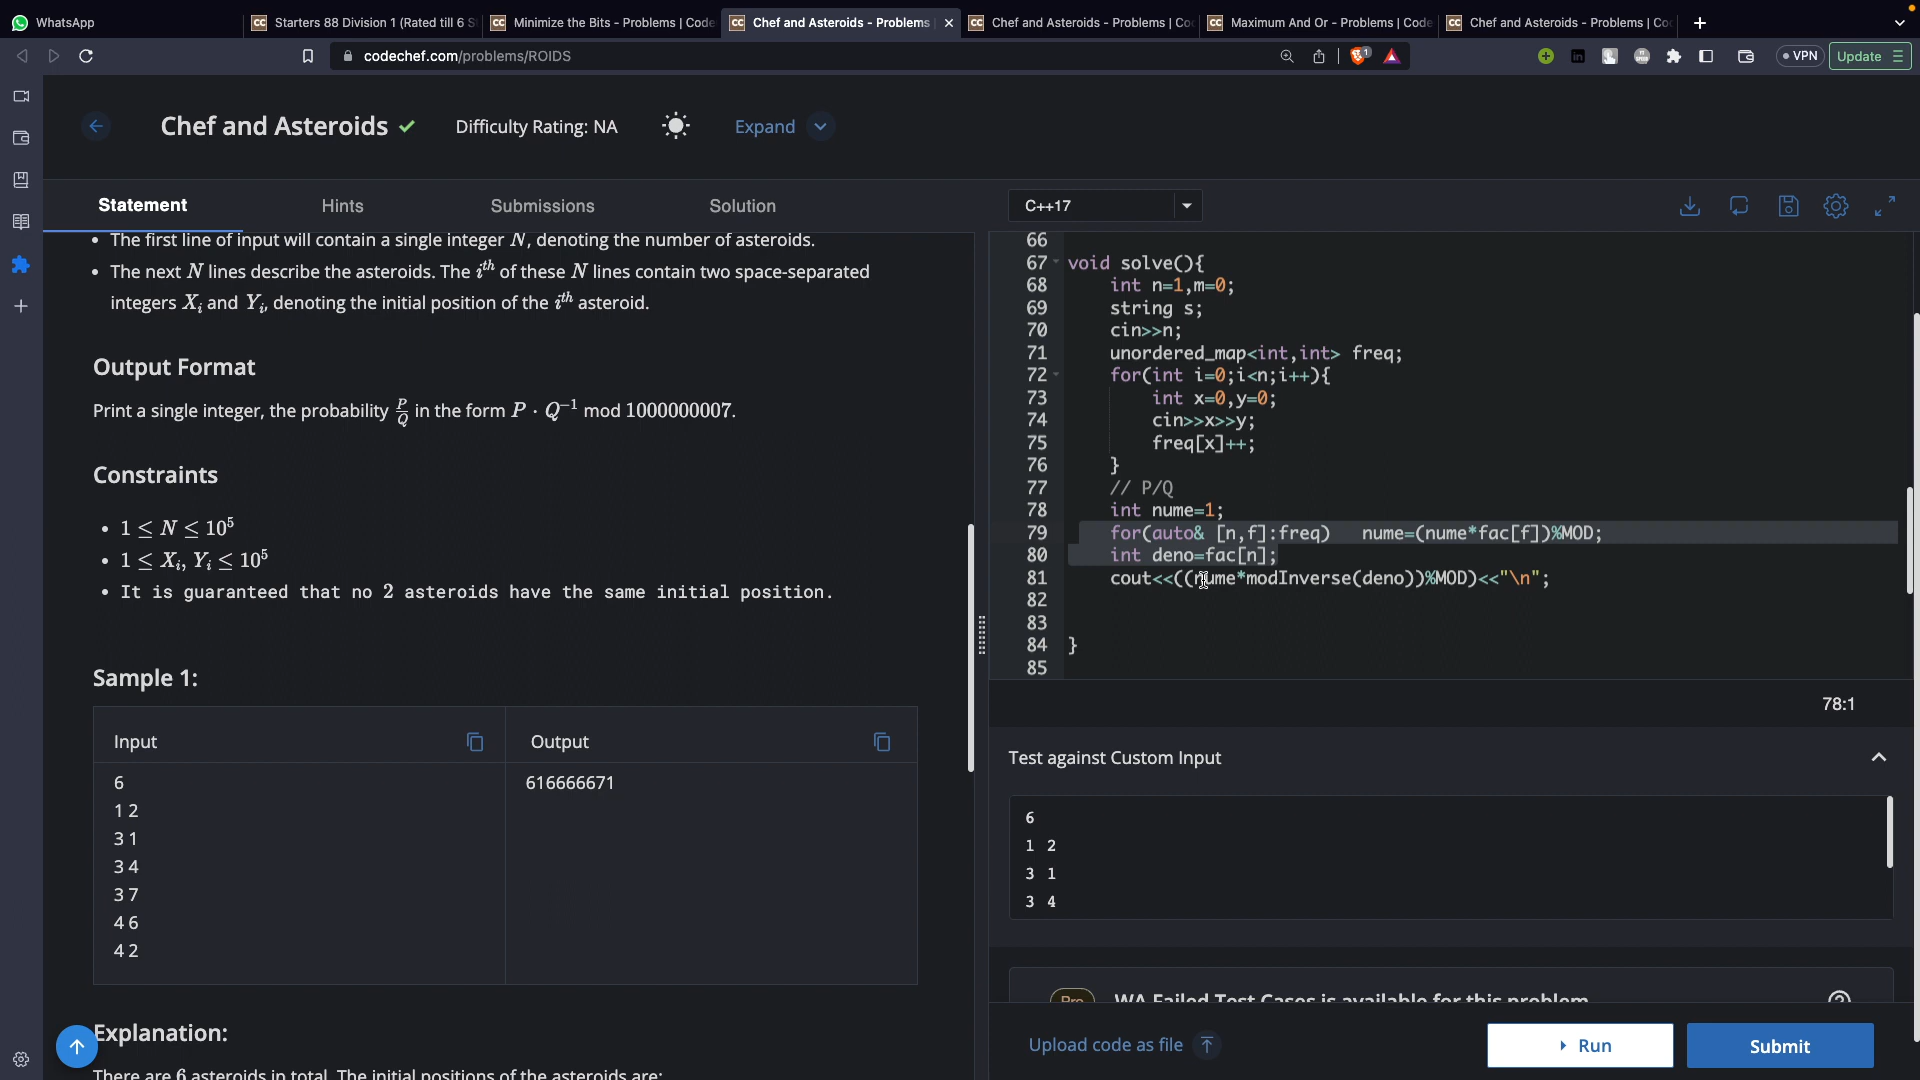 WhatsApp
CC Starters 88 Division 1 (Rated till 6 S
CC Minimize the Bits - Problems | Code
CC Chef and Asteroids - Problems
CC Chef and Asteroids - Problems | Co
CC Maximum And Or - Problems | Code
CC Chef and Asteroids - Problems | Co
codechef.com/problems/ROIDS
1
VPN
Update
Chef and Asteroids
Difficulty Rating: NA
Expand
Statement
Hints
Submissions
Solution
• The first line of input will contain a single integer N, denoting the number of asteroids.
• The next N lines describe the asteroids. The i^th of these N lines contain two space-separated
integers X_i and Y_i, denoting the initial position of the i^th asteroid.
Output Format
Print a single integer, the probability P/Q in the form P · Q^-1 mod 1000000007.
Constraints
• 1 ≤ N ≤ 10^5
• 1 ≤ X_i, Y_i ≤ 10^5
• It is guaranteed that no 2 asteroids have the same initial position.
Sample 1:
Input
Output
6
616666671
1 2
3 1
3 4
3 7
4 6
4 2
Explanation:
There are 6 asteroids in total. The initial positions of the asteroids are:
C++17
66
67 void solve(){
68 int n=1,m=0;
69 string s;
70 cin>>n;
71 unordered_map<int,int> freq;
72 for(int i=0;i<n;i++){
73 int x=0,y=0;
74 cin>>x>>y;
75 freq[x]++;
76 }
77 // P/Q
78 int nume=1;
79 for(auto& [n,f]:freq) nume=(nume*fac[f])%MOD;
80 int deno=fac[n];
81 cout<<((nume*modInverse(deno))%MOD)<<"\n";
82
83
84 }
85
78:1
Test against Custom Input
6
1 2
3 1
3 4
Pro WA Failed Test Cases is available for this problem
Upload code as file
Run
Submit